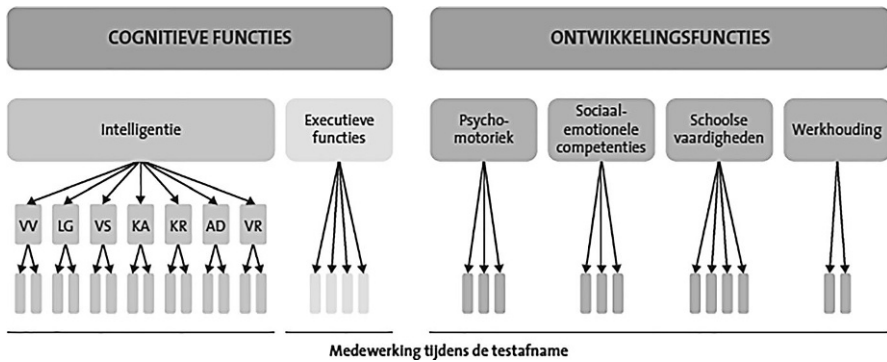 COGNITIEVE FUNCTIES
ONTWIKKELINGSFUNCTIES
Intelligentie
Executieve
functies
Psycho-
motoriek
Sociaal-
emotionele
competenties
Schoolse
vaardigheden
Werkhouding
VV LG VS KA KR AD VR
Medewerking tijdens de testafname